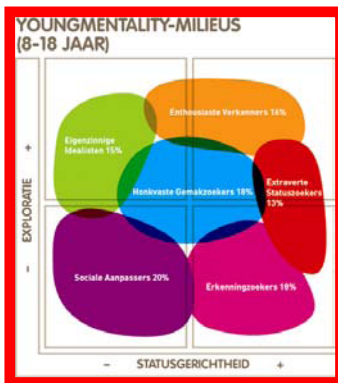 YOUNGMENTALITY-MILIEUS
(8-18 JAAR)
Enthousiaste Verkenners 16%
Eigenzinnige
Idealisten 15%
Honkvaste Gemakzoekers 18%
Extraverte
Statuszoekers
13%
Sociale Aanpassers 20%
Erkenningzoekers 18%
- EXPLORATIE +
- STATUSGERICHTHEID +